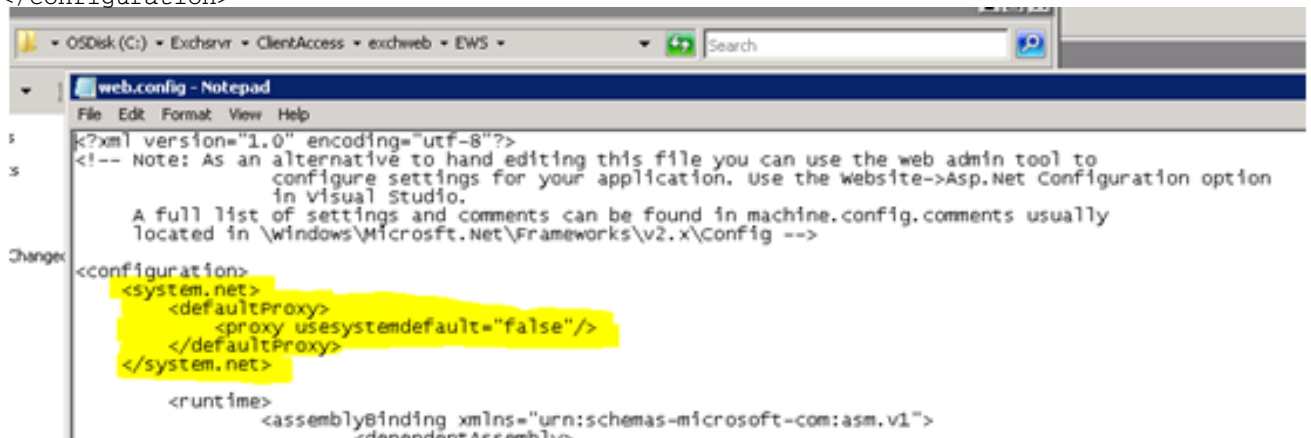 </configuration>
OSDisk (C:) ▾ Exchsrvr ▾ ClientAccess ▾ exchweb ▾ EWS ▾
Search
web.config - Notepad
File Edit Format View Help
<?xml version="1.0" encoding="utf-8"?>
<!-- Note: As an alternative to hand editing this file you can use the web admin tool to
configure settings for your application. Use the Website->Asp.Net Configuration option
in Visual Studio.
A full list of settings and comments can be found in machine.config.comments usually
located in \Windows\Microsft.Net\Frameworks\v2.x\Config -->
Change
<configuration>
<system.net>
<defaultProxy>
<proxy usesystemdefault="false"/>
</defaultProxy>
</system.net>
<runtime>
<assemblyBinding xmlns="urn:schemas-microsoft-com:asm.v1">
<dependentAssembly>